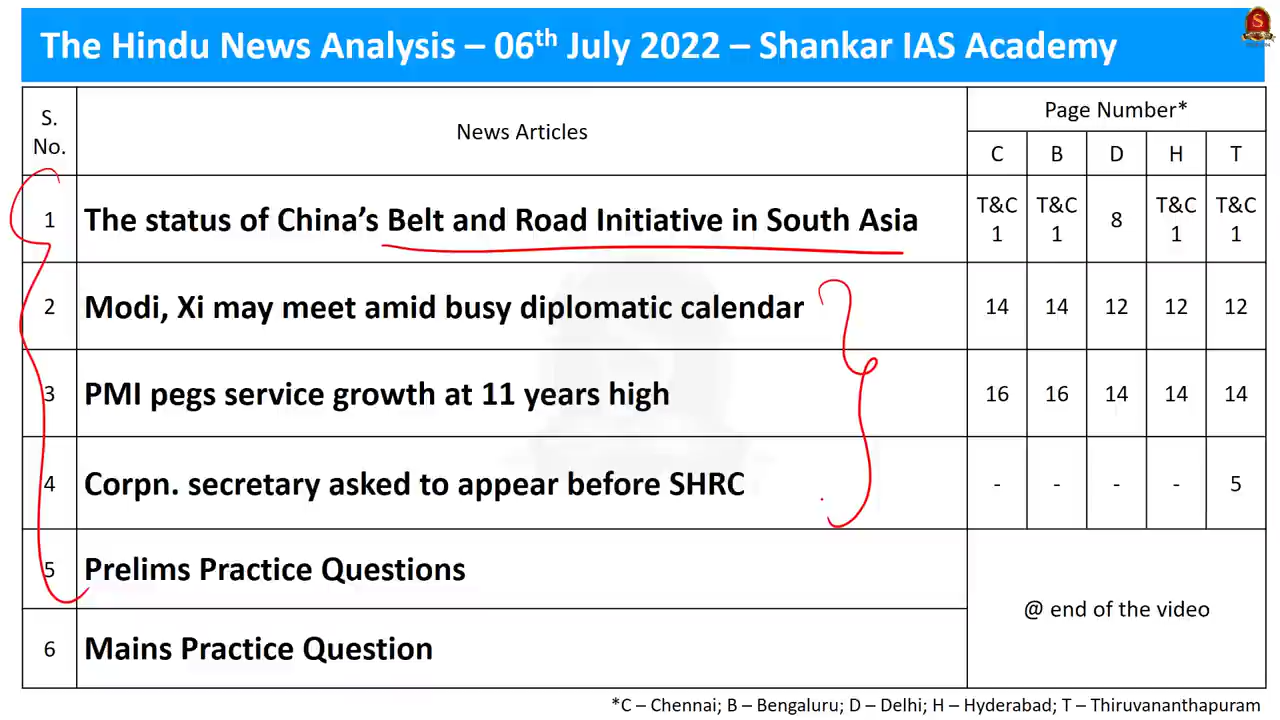 The Hindu News Analysis – 06th July 2022 – Shankar IAS Academy
S. No. News Articles Page Number*
C B D H T
1 The status of China's Belt and Road Initiative in South Asia T&C 1 T&C 1 8 T&C 1 T&C 1
2 Modi, Xi may meet amid busy diplomatic calendar 14 14 12 12 12
3 PMI pegs service growth at 11 years high 16 16 14 14 14
4 Corpn. secretary asked to appear before SHRC - - - - 5
5 Prelims Practice Questions
@ end of the video
6 Mains Practice Question
*C – Chennai; B – Bengaluru; D – Delhi; H – Hyderabad; T – Thiruvananthapuram